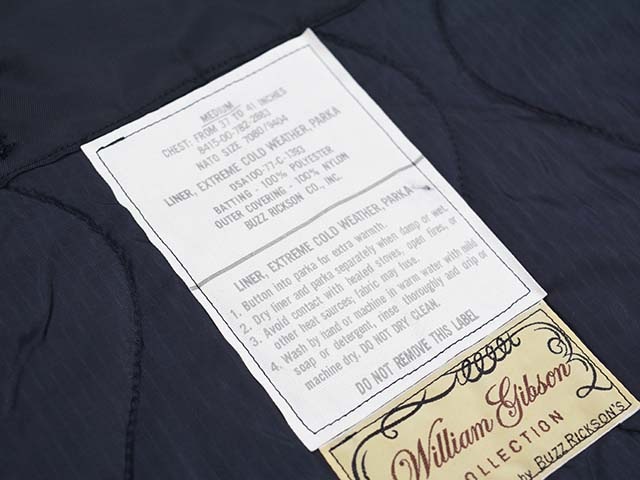 MEDIUM
CHEST: FROM 37 TO 41 INCHES
8415-00-782-2883
NATO SIZE 7080/9404
LINER, EXTREME COLD WEATHER, PARKA
DSA100-77-C-1393
BATTING - 100% POLYESTER
OUTER COVERING - 100% NYLON
BUZZ RICKSON CO., INC.
LINER, EXTREME COLD WEATHER, PARKA
1. Button into parka for extra warmth.
2. Dry liner and parka separately when damp or wet.
3. Avoid contact with heated stoves, open fires, or
other heat sources; fabric may fuse.
4. Wash by hand or machine in warm water with mild
soap or detergent, rinse thoroughly and drip or
machine dry. DO NOT DRY CLEAN.
DO NOT REMOVE THIS LABEL
William Gibson
COLLECTION
by BUZZ RICKSON'S